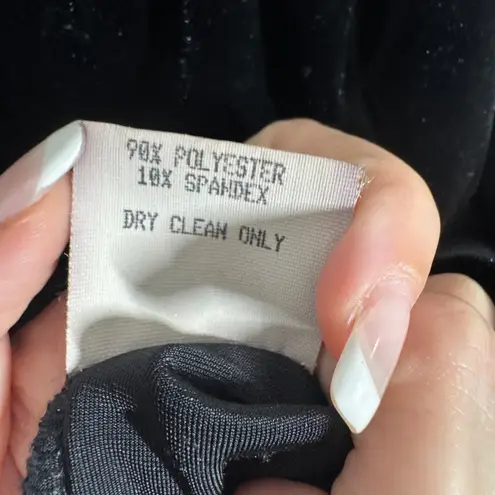 90% POLYESTER
10% SPANDEX
DRY CLEAN ONLY